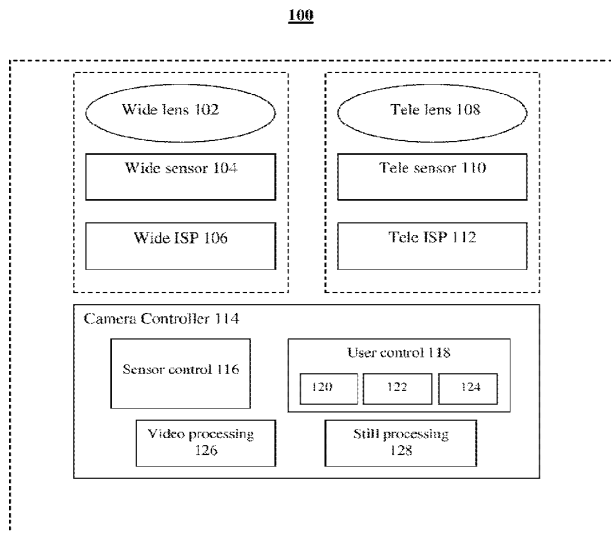 100
Wide lens 102
Tele lens 108
Wide sensor 104
Tele sensor 110
Wide ISP 106
Tele ISP 112
Camera Controller 114
Sensor control 116
User control 118
120
122
124
Video processing
126
Still processing
128